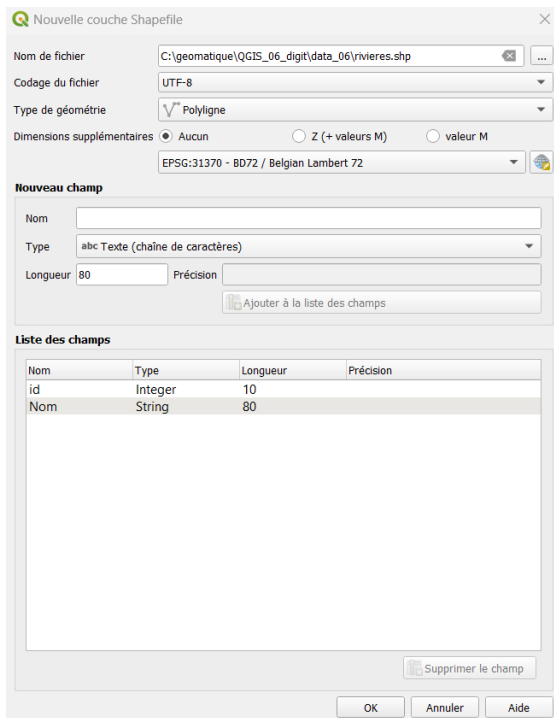 Nouvelle couche Shapefile
Nom de fichier C:\geomatique\QGIS_06_digit\data_06\rivieres.shp ...
Codage du fichier UTF-8
Type de géométrie Polyligne
Dimensions supplémentaires Aucun Z (+ valeurs M) valeur M
EPSG:31370 - BD72 / Belgian Lambert 72
Nouveau champ
Nom
Type abc Texte (chaîne de caractères)
Longueur 80 Précision
Ajouter à la liste des champs
Liste des champs
Nom Type Longueur Précision
id Integer 10
Nom String 80
Supprimer le champ
OK Annuler Aide